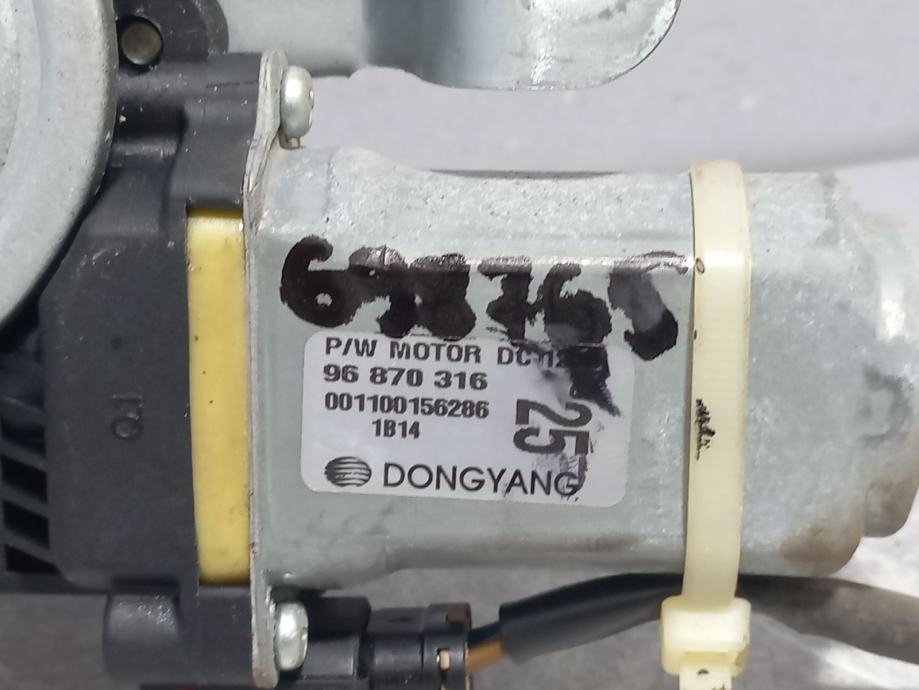 P/W MOTOR DC
96 870 316
001100156286
1B14
25
DONGYANG